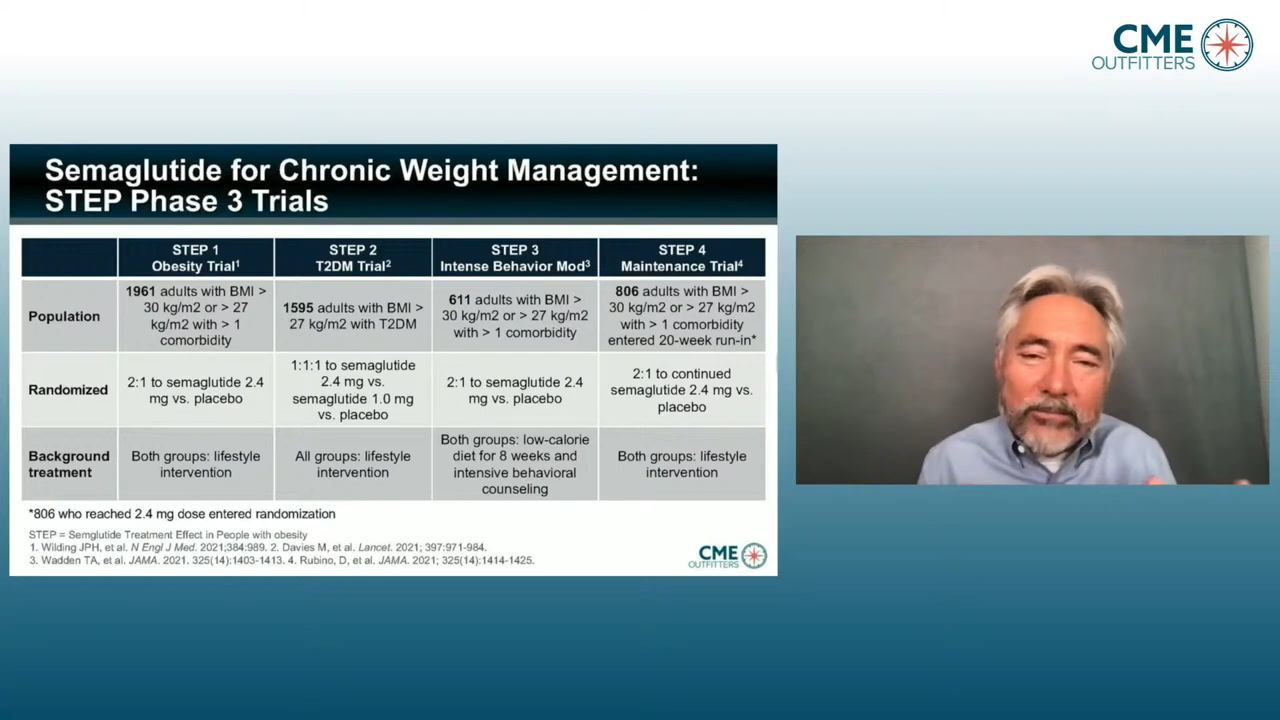 CME
OUTFITTERS
Semaglutide for Chronic Weight Management:
STEP Phase 3 Trials
STEP 1
Obesity Trial1
STEP 2
T2DM Trial2
STEP 3
Intense Behavior Mod3
STEP 4
Maintenance Trial4
Population
1961 adults with BMI >
30 kg/m2 or > 27
kg/m2 with > 1
comorbidity
1595 adults with BMI >
27 kg/m2 with T2DM
611 adults with BMI >
30 kg/m2 or > 27 kg/m2
with > 1 comorbidity
806 adults with BMI >
30 kg/m2 or > 27 kg/m2
with > 1 comorbidity
entered 20-week run-in*
Randomized
2:1 to semaglutide 2.4
mg vs. placebo
1:1:1 to semaglutide
2.4 mg vs.
semaglutide 1.0 mg
vs. placebo
2:1 to semaglutide 2.4
mg vs. placebo
2:1 to continued
semaglutide 2.4 mg vs.
placebo
Background
treatment
Both groups: lifestyle
intervention
All groups: lifestyle
intervention
Both groups: low-calorie
diet for 8 weeks and
intensive behavioral
counseling
Both groups: lifestyle
intervention
*806 who reached 2.4 mg dose entered randomization
STEP = Semglutide Treatment Effect in People with obesity
1. Wilding JPH, et al. N Engl J Med. 2021;384:989. 2. Davies M, et al. Lancet. 2021; 397:971-984.
3. Wadden TA, et al. JAMA. 2021. 325(14):1403-1413. 4. Rubino, D, et al. JAMA. 2021; 325(14):1414-1425.
CME
OUTFITTERS